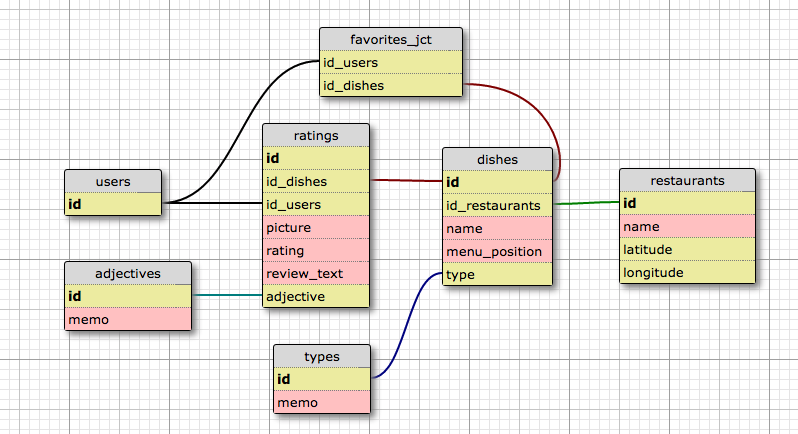 favorites_jct
id_users
id_dishes
ratings
id
id_dishes
id_users
picture
rating
review_text
adjective
dishes
id
id_restaurants
name
menu_position
type
users
id
restaurants
id
name
latitude
longitude
adjectives
id
memo
types
id
memo